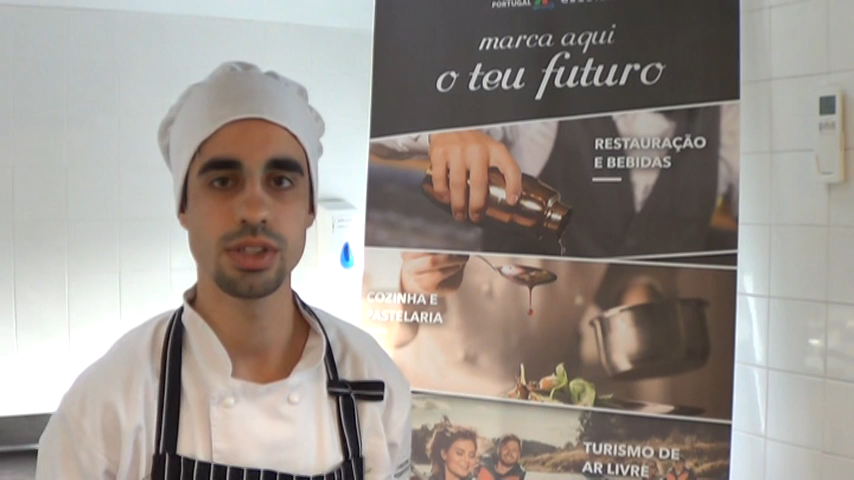 PORTUGAL
marca aqui
o teu futuro
RESTAURAÇÃO
E BEBIDAS
COZINHA E
PASTELARIA
TURISMO DE
AR LIVRE